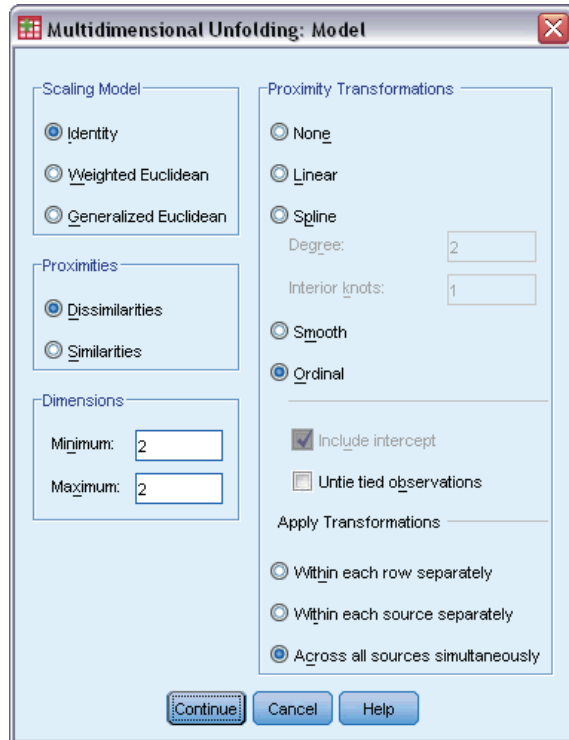 Multidimensional Unfolding: Model
Scaling Model
Identity
Weighted Euclidean
Generalized Euclidean
Proximities
Dissimilarities
Similarities
Dimensions
Minimum: 2
Maximum: 2
Proximity Transformations
None
Linear
Spline
Degree: 2
Interior knots: 1
Smooth
Ordinal
Include intercept
Untie tied observations
Apply Transformations
Within each row separately
Within each source separately
Across all sources simultaneously
Continue Cancel Help